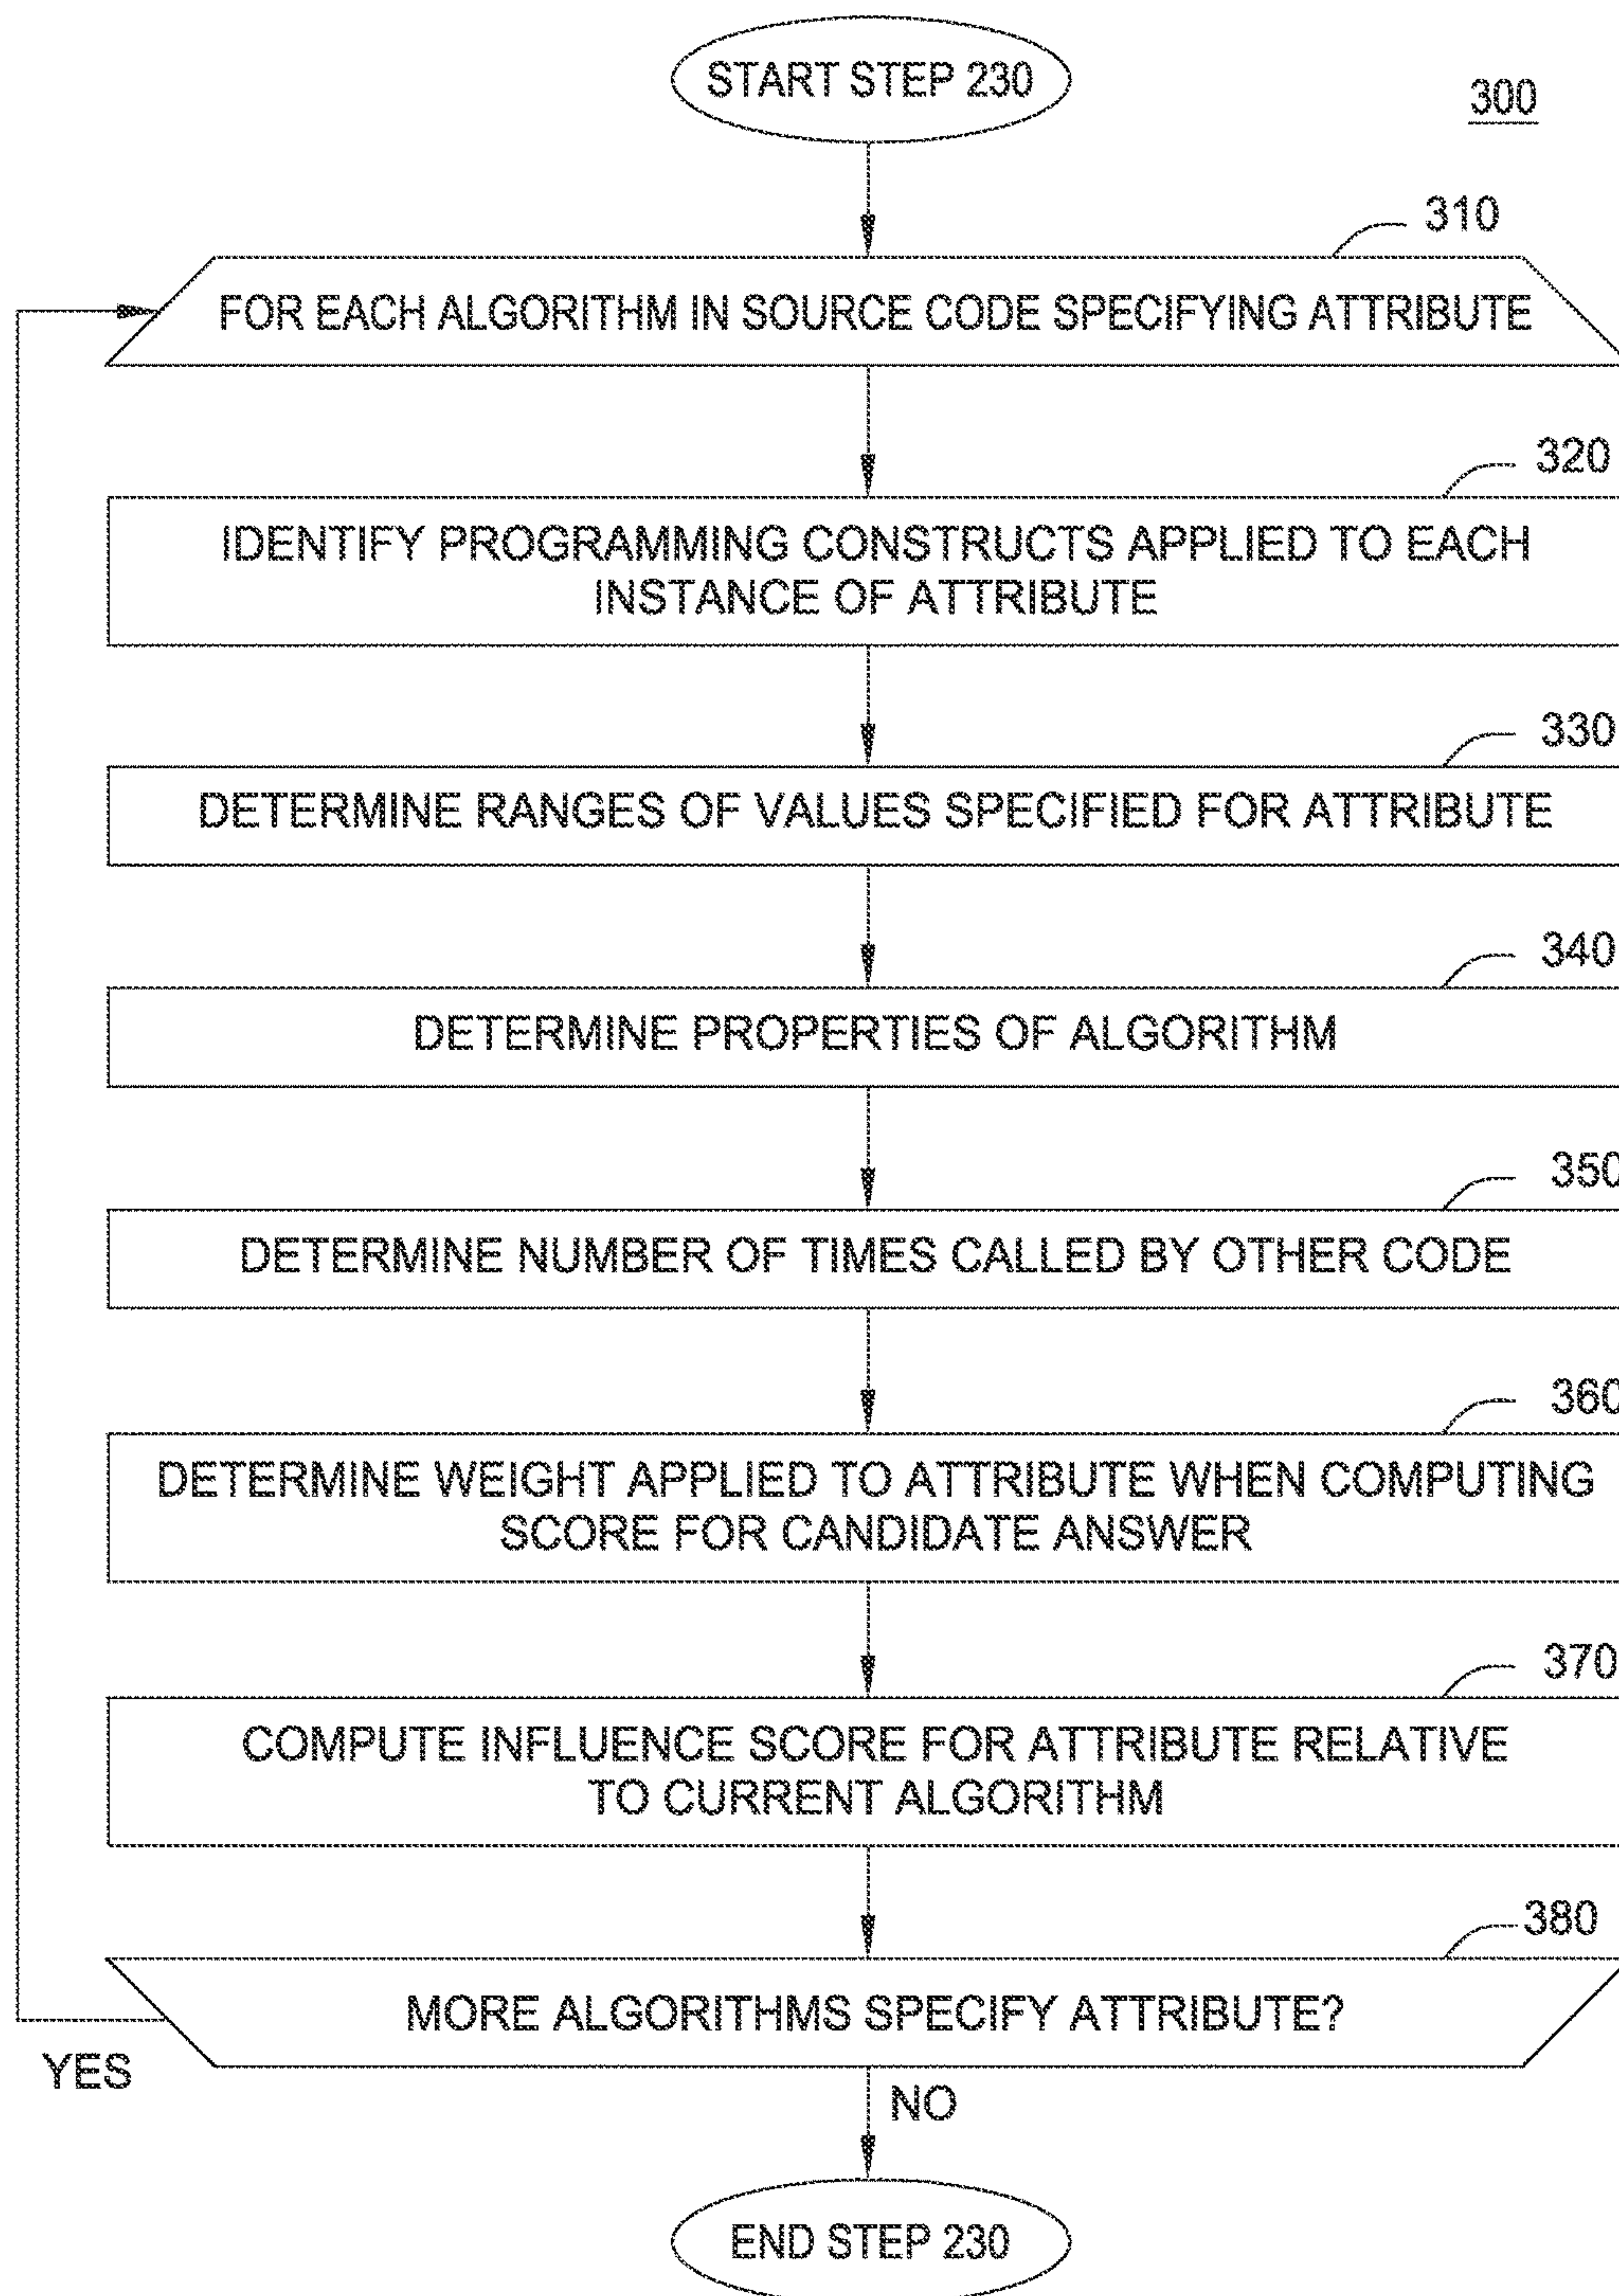 START STEP 230
300
310
FOR EACH ALGORITHM IN SOURCE CODE SPECIFYING ATTRIBUTE
320
IDENTIFY PROGRAMMING CONSTRUCTS APPLIED TO EACH
INSTANCE OF ATTRIBUTE
330
DETERMINE RANGES OF VALUES SPECIFIED FOR ATTRIBUTE
340
DETERMINE PROPERTIES OF ALGORITHM
350
DETERMINE NUMBER OF TIMES CALLED BY OTHER CODE
360
DETERMINE WEIGHT APPLIED TO ATTRIBUTE WHEN COMPUTING
SCORE FOR CANDIDATE ANSWER
370
COMPUTE INFLUENCE SCORE FOR ATTRIBUTE RELATIVE
TO CURRENT ALGORITHM
380
MORE ALGORITHMS SPECIFY ATTRIBUTE?
YES
NO
END STEP 230